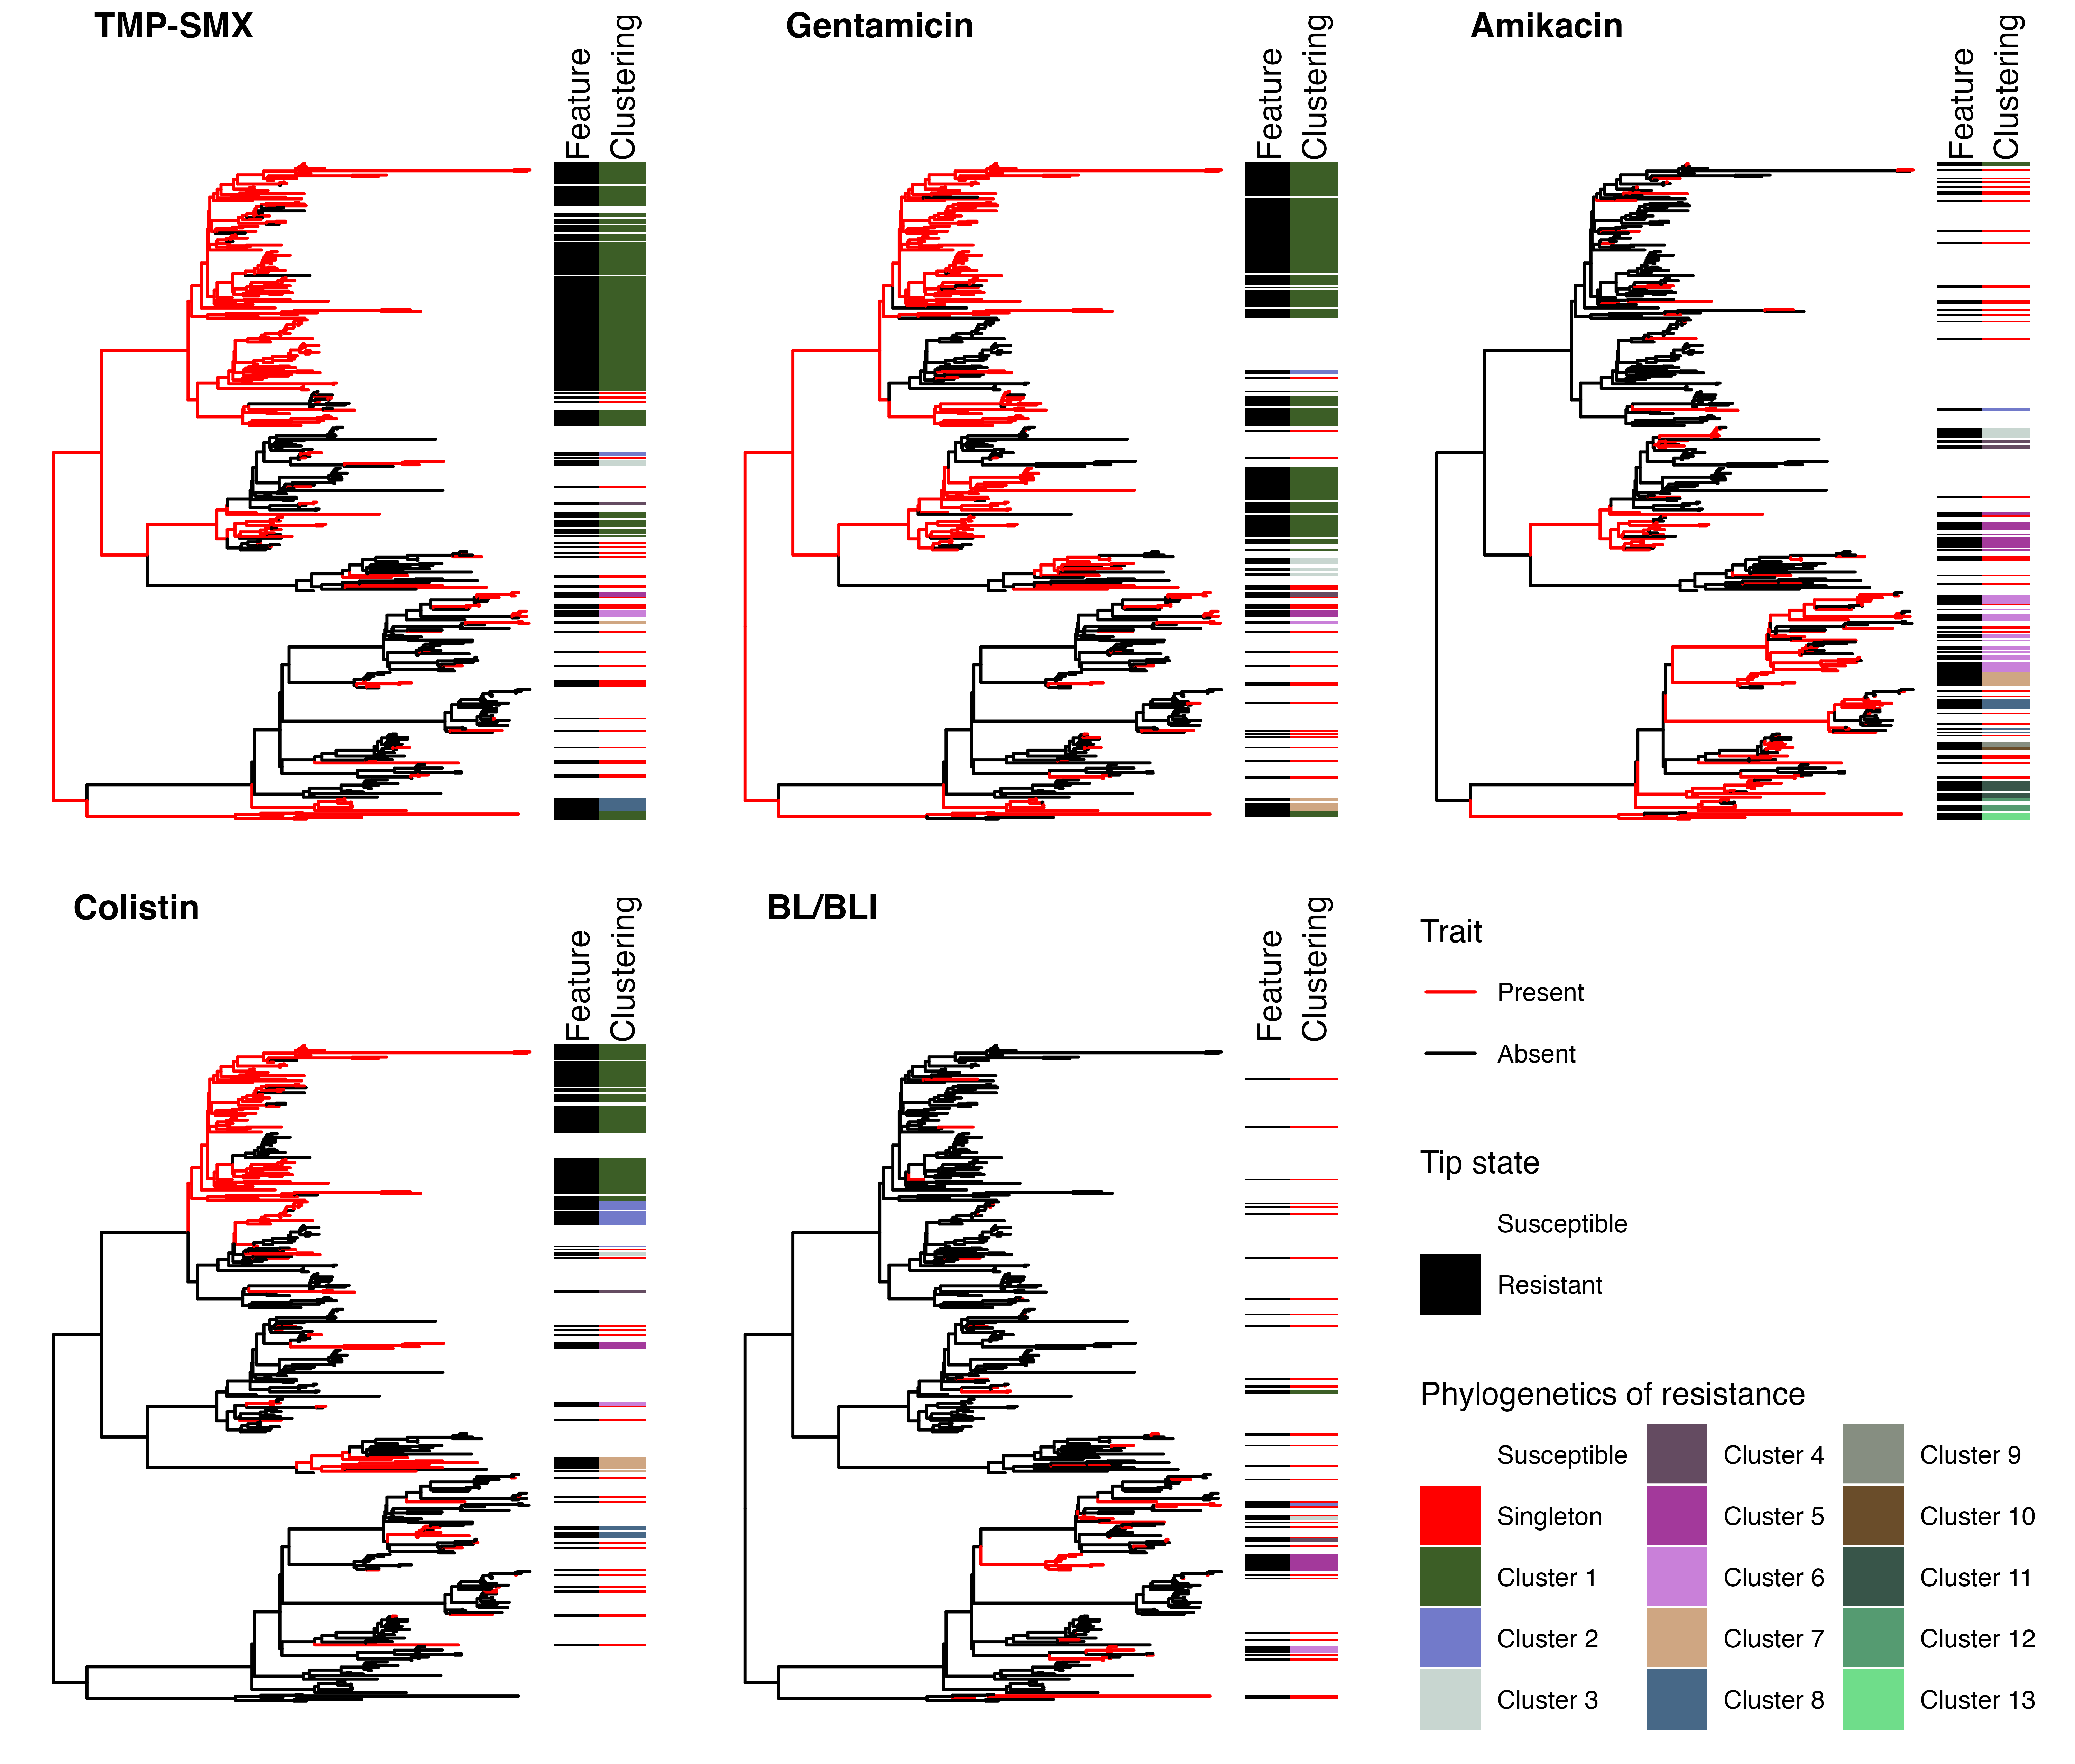 TMP-SMX
Feature
Clustering
Gentamicin
Feature
Clustering
Amikacin
Feature
Clustering
Colistin
Feature
Clustering
BL/BLI
Feature
Clustering
Trait
Present
Absent
Tip state
Susceptible
Resistant
Phylogenetics of resistance
Susceptible
Singleton
Cluster 1
Cluster 2
Cluster 3
Cluster 4
Cluster 5
Cluster 6
Cluster 7
Cluster 8
Cluster 9
Cluster 10
Cluster 11
Cluster 12
Cluster 13